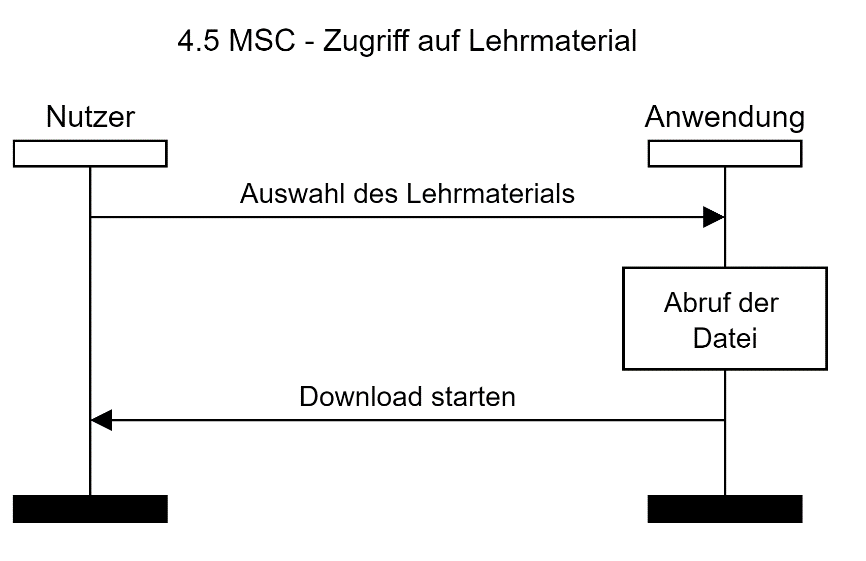 4.5 MSC - Zugriff auf Lehrmaterial
Nutzer
Anwendung
Auswahl des Lehrmaterials
Abruf der
Datei
Download starten